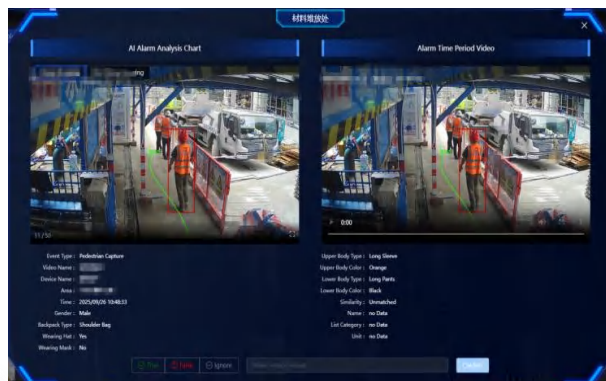 材料堆放处
AI Alarm Analysis Chart
Alarm Time Period Video
11/50
0:00
Event Type : Pedestrian Capture
Video Name :
Device Name :
Area :
Time : 2025/09/26 10:48:33
Gender : Male
Backpack Type : Shoulder Bag
Wearing Hat : Yes
Wearing Mask : No
Upper Body Type : Long Sleeve
Upper Body Color : Orange
Lower Body Type : Long Pants
Lower Body Color : Black
Similarity : Unmatched
Name : no Data
List Category : no Data
Unit : no Data
Ignore